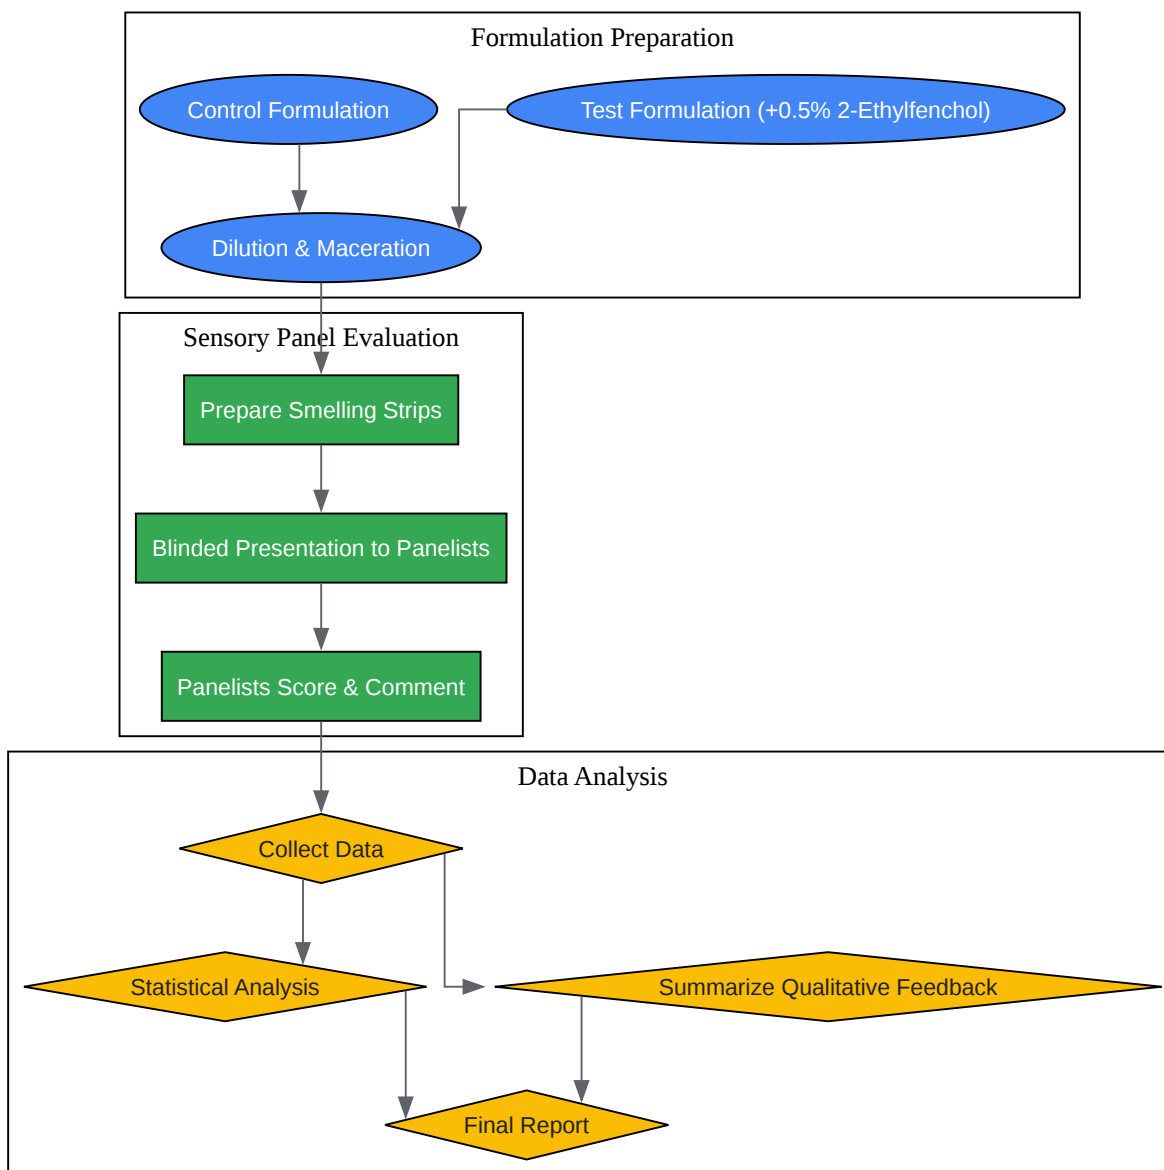 Formulation Preparation
Control Formulation
Test Formulation (+0.5% 2-Ethylfenchol)
Dilution & Maceration
Sensory Panel Evaluation
Prepare Smelling Strips
Blinded Presentation to Panelists
Panelists Score & Comment
Data Analysis
Collect Data
Statistical Analysis
Summarize Qualitative Feedback
Final Report